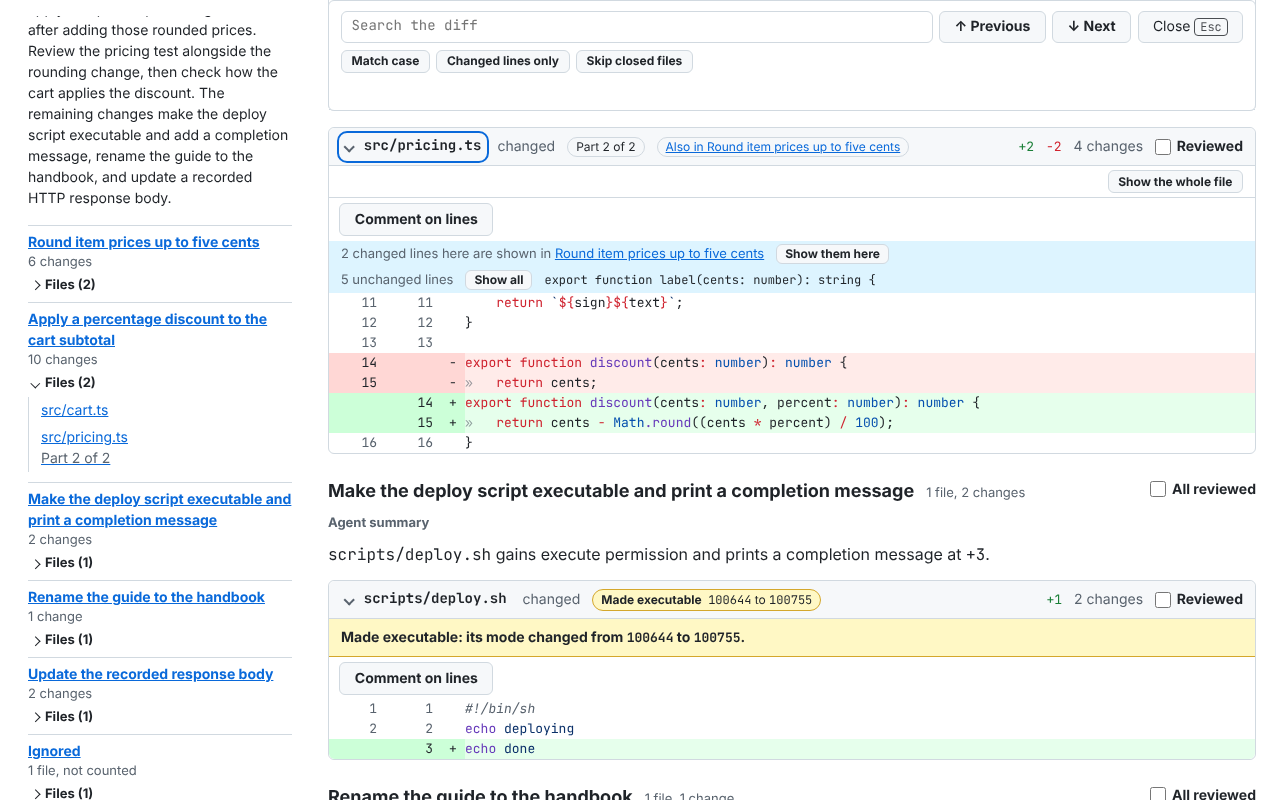 after adding those rounded prices.
Review the pricing test alongside the
rounding change, then check how the
cart applies the discount. The
remaining changes make the deploy
script executable and add a completion
message, rename the guide to the
handbook, and update a recorded
HTTP response body.
Round item prices up to five cents
6 changes
Files (2)
Apply a percentage discount to the
cart subtotal
10 changes
Files (2)
src/cart.ts
src/pricing.ts
Part 2 of 2
Make the deploy script executable and
print a completion message
2 changes
Files (1)
Rename the guide to the handbook
1 change
Files (1)
Update the recorded response body
2 changes
Files (1)
Ignored
1 file, not counted
Files (1)
Search the diff ↑ Previous ↓ Next Close Esc
Match case Changed lines only Skip closed files
src/pricing.ts changed Part 2 of 2 Also in Round item prices up to five cents +2 -2 4 changes Reviewed
Show the whole file
Comment on lines
2 changed lines here are shown in Round item prices up to five cents Show them here
5 unchanged lines Show all export function label(cents: number): string {
11 11 return `${sign}${text}`;
12 12 }
13 13
14 - export function discount(cents: number): number {
15 - » return cents;
14 + export function discount(cents: number, percent: number): number {
15 + » return cents - Math.round((cents * percent) / 100);
16 16 }
Make the deploy script executable and print a completion message 1 file, 2 changes All reviewed
Agent summary
scripts/deploy.sh gains execute permission and prints a completion message at +3.
scripts/deploy.sh changed Made executable 100644 to 100755 +1 2 changes Reviewed
Made executable: its mode changed from 100644 to 100755.
Comment on lines
1 1 #!/bin/sh
2 2 echo deploying
3 + echo done
Rename the guide to the handbook 1 file, 1 change All reviewed